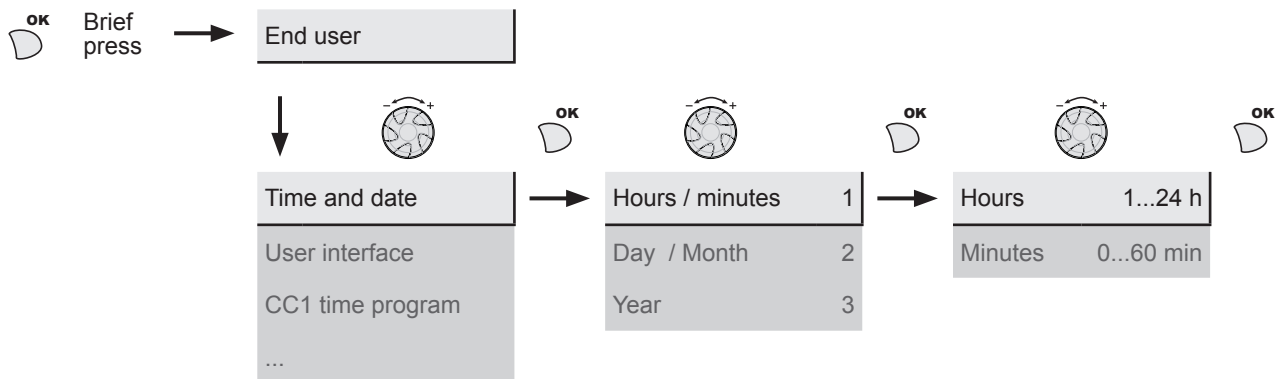 OK
Brief
press
End user
- +
- +
- +
OK
OK
OK
Time and date
Hours / minutes 1
Hours 1...24 h
User interface
Day / Month 2
Minutes 0...60 min
CC1 time program
Year 3
...